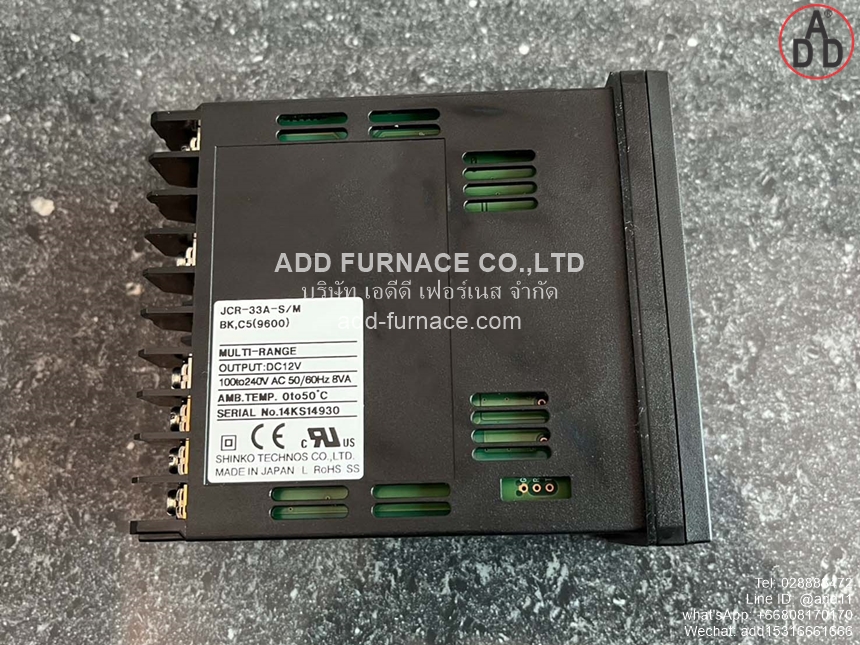 ADD
®
ADD FURNACE CO.,LTD
บริษัท เอดีดี เฟอร์เนส จำกัด
add-furnace.com
JCR-33A-S/M
BK,C5(9600)
MULTI-RANGE
OUTPUT:DC12V
100to240V AC 50/60Hz 8VA
AMB.TEMP. 0to50°C
SERIAL No.14KS14930
CE c UL US
SHINKO TECHNOS CO.,LTD.
MADE IN JAPAN L RoHS SS
Line ID @add11
what'sApp: +66808170170
Wechat: add15316661666